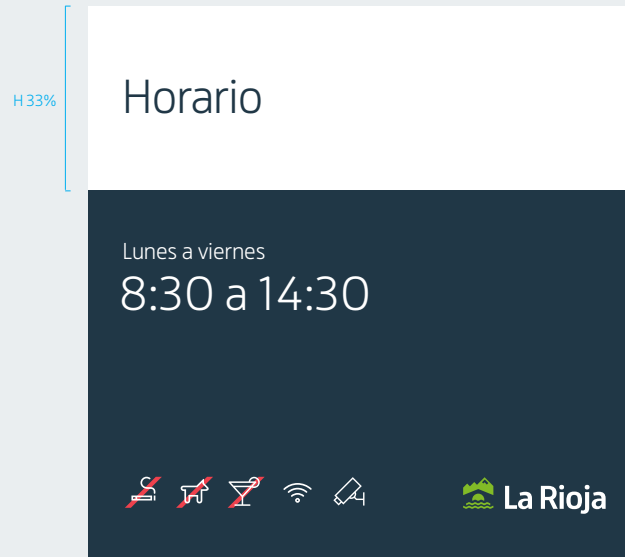 H 33%
Horario
Lunes a viernes
8:30 a 14:30
La Rioja